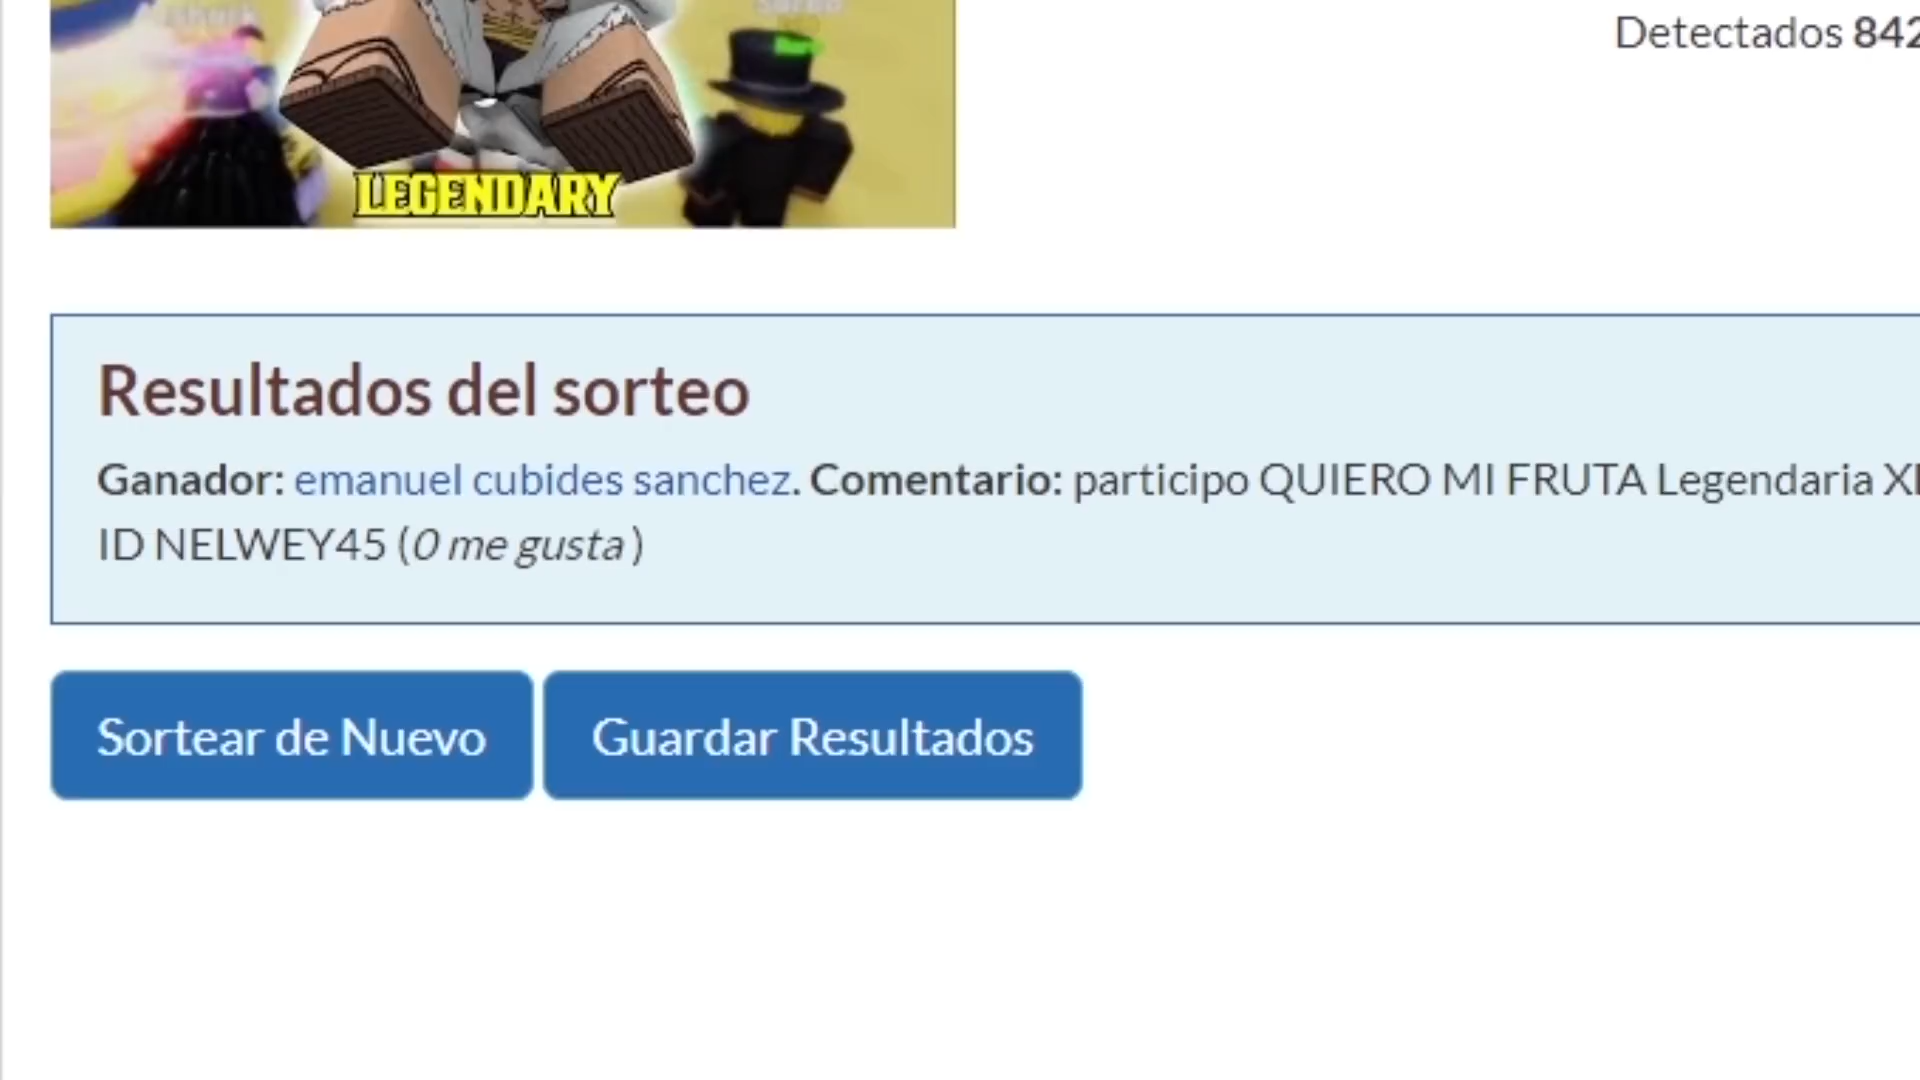 Detectados 842
LEGENDARY
Resultados del sorteo
Ganador: emanuel cubides sanchez. Comentario: participo QUIERO MI FRUTA Legendaria
ID NELWEY45 (0 me gusta )
Sortear de Nuevo
Guardar Resultados